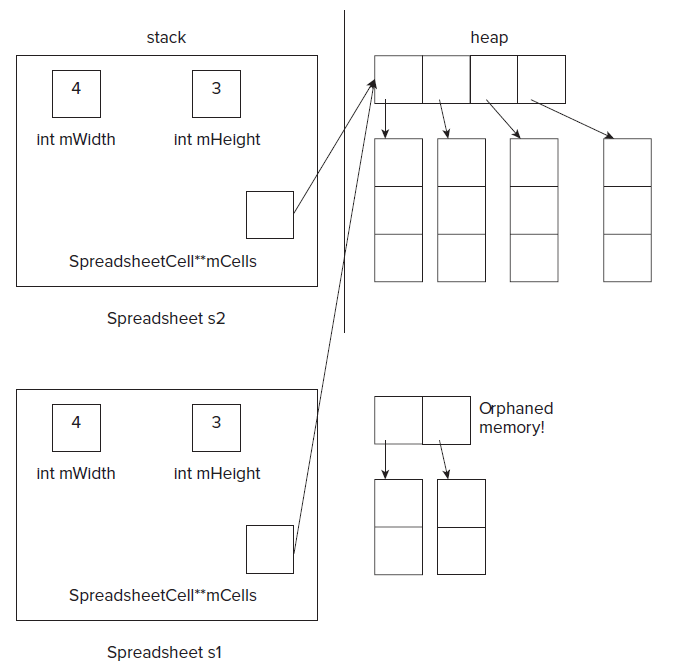 stack
heap
4
3
int mWidth
int mHeight
SpreadsheetCell**mCells
Spreadsheet s2
4
3
Orphaned
memory!
int mWidth
int mHeight
SpreadsheetCell**mCells
Spreadsheet s1